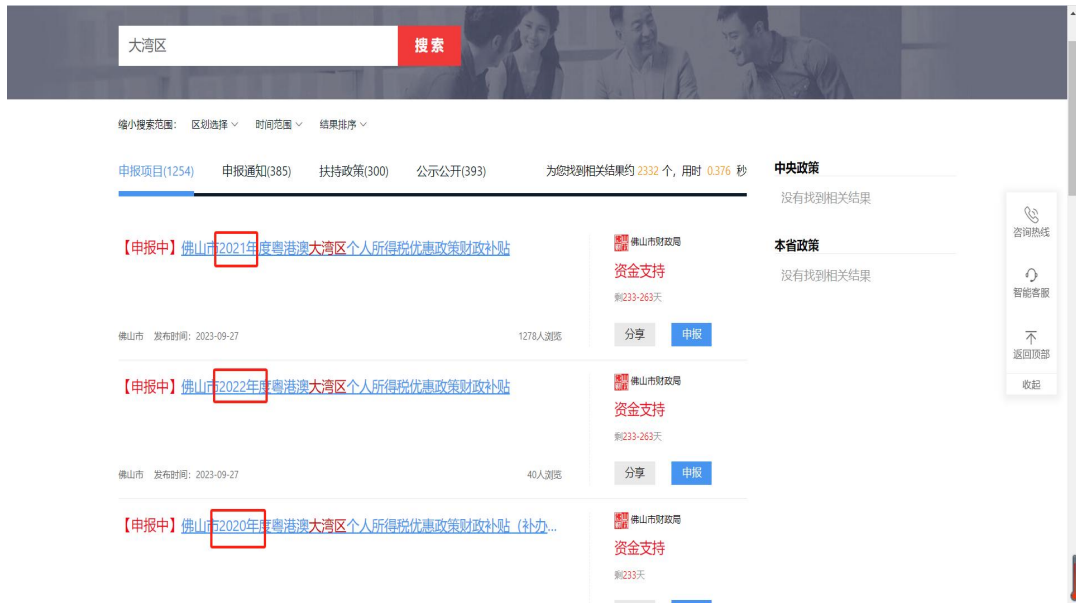 大湾区
搜索
缩小搜索范围： 区划选择 时间范围 结果排序
申报项目(1254) 申报通知(385) 扶持政策(300) 公示公开(393) 为您找到相关结果约 2332 个，用时 0.376 秒
【申报中】佛山市2021年度粤港澳大湾区个人所得税优惠政策财政补贴
佛山市 发布时间：2023-09-27 1278人浏览
佛山市财政局
资金支持
剩233-263天
分享 申报
【申报中】佛山市2022年度粤港澳大湾区个人所得税优惠政策财政补贴
佛山市 发布时间：2023-09-27 40人浏览
佛山市财政局
资金支持
剩233-263天
分享 申报
【申报中】佛山市2020年度粤港澳大湾区个人所得税优惠政策财政补贴（补办...
佛山市财政局
资金支持
剩233天
中央政策
没有找到相关结果
本省政策
没有找到相关结果
咨询热线
智能客服
返回顶部
收起